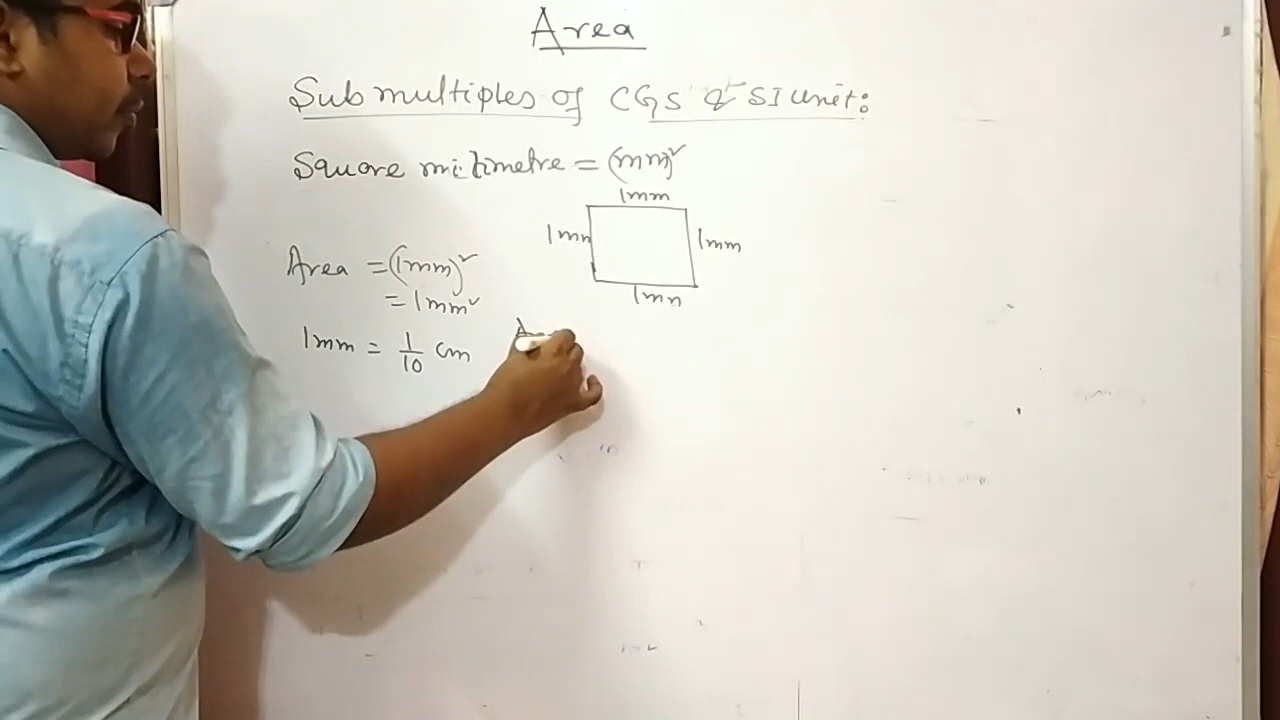 Area
Submultiples of CGS & SI unit:
Square milimetre = (mm)²
1mm
1mm
1mm
Area = (1mm)²
= 1mm²
1mm
1mm = 1/10 cm